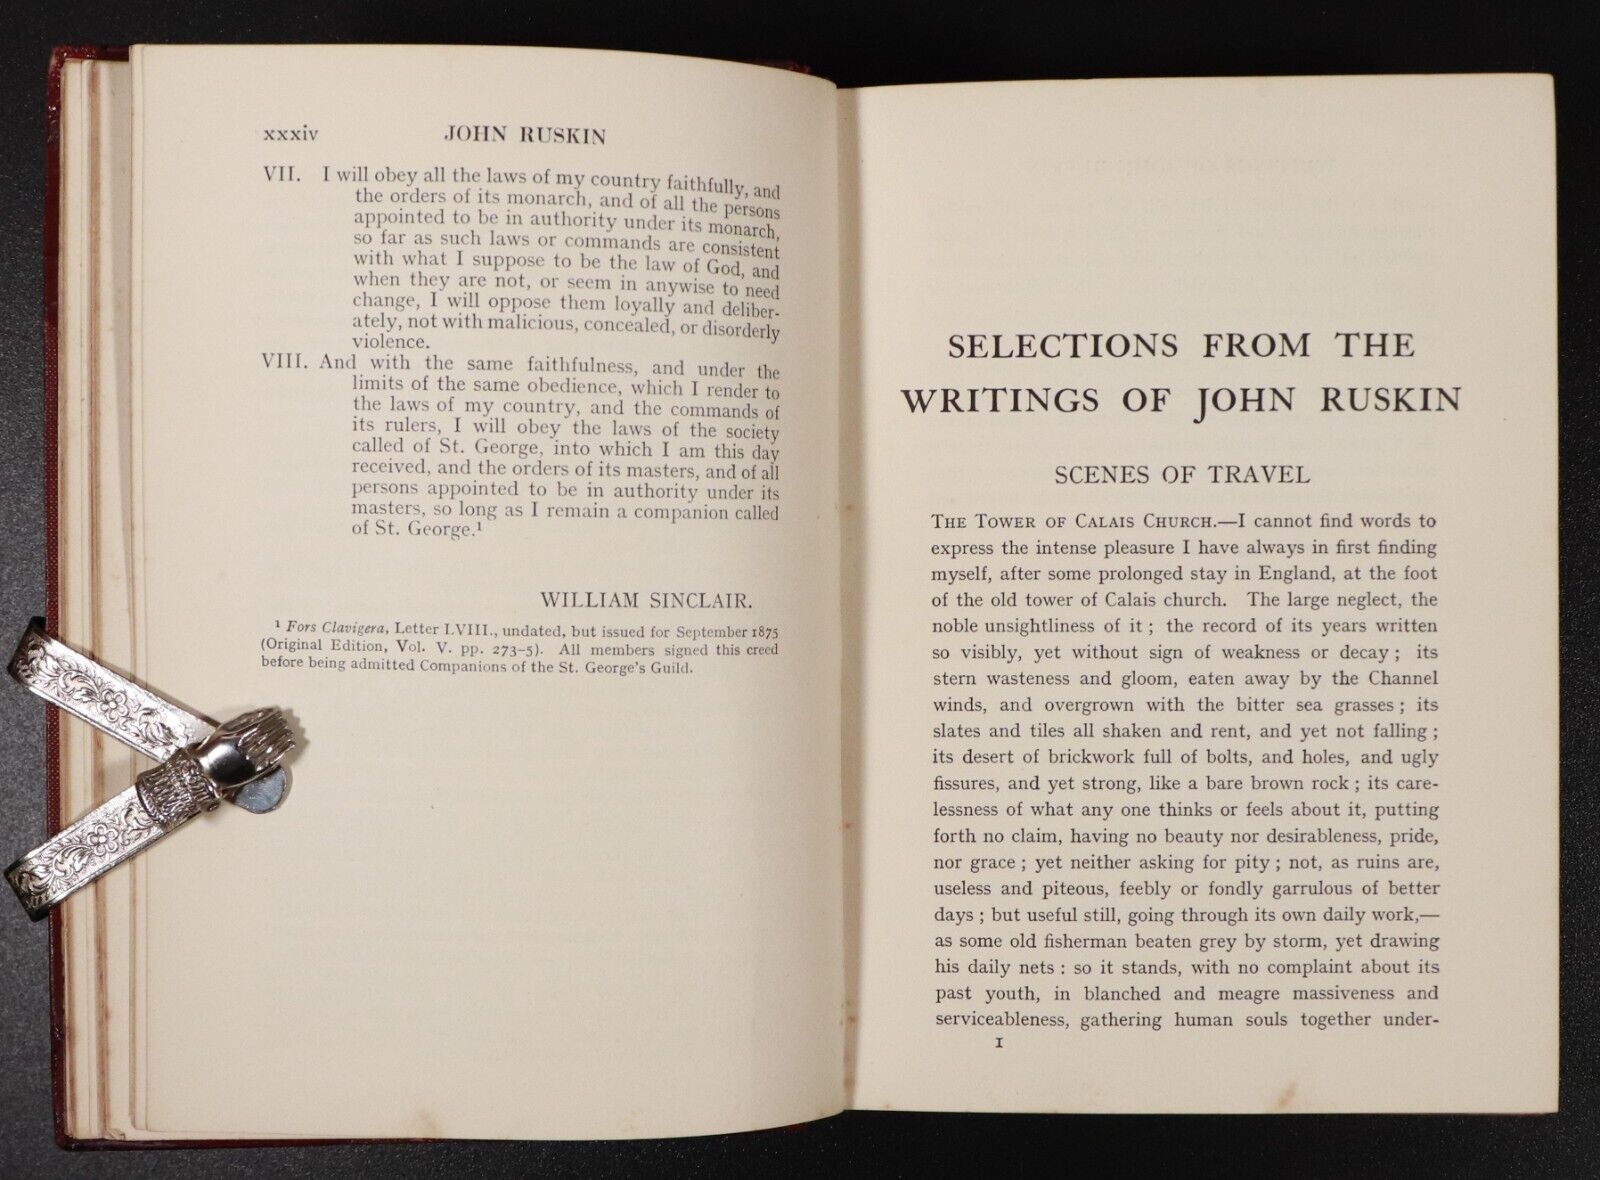 xxxiv JOHN RUSKIN
VII. I will obey all the laws of my country faithfully, and
the orders of its monarch, and of all the persons
appointed to be in authority under its monarch,
so far as such laws or commands are consistent
with what I suppose to be the law of God, and
when they are not, or seem in anywise to need
change, I will oppose them loyally and deliber-
ately, not with malicious, concealed, or disorderly
violence.
VIII. And with the same faithfulness, and under the
limits of the same obedience, which I render to
the laws of my country, and the commands of
its rulers, I will obey the laws of the society
called of St. George, into which I am this day
received, and the orders of its masters, and of all
persons appointed to be in authority under its
masters, so long as I remain a companion called
of St. George.¹
WILLIAM SINCLAIR.
¹ Fors Clavigera, Letter LVIII., undated, but issued for September 1875
(Original Edition, Vol. V. pp. 273–5). All members signed this creed
before being admitted Companions of the St. George's Guild.
SELECTIONS FROM THE
WRITINGS OF JOHN RUSKIN
SCENES OF TRAVEL
THE TOWER OF CALAIS CHURCH.—I cannot find words to
express the intense pleasure I have always in first finding
myself, after some prolonged stay in England, at the foot
of the old tower of Calais church. The large neglect, the
noble unsightliness of it ; the record of its years written
so visibly, yet without sign of weakness or decay ; its
stern wasteness and gloom, eaten away by the Channel
winds, and overgrown with the bitter sea grasses ; its
slates and tiles all shaken and rent, and yet not falling ;
its desert of brickwork full of bolts, and holes, and ugly
fissures, and yet strong, like a bare brown rock ; its care-
lessness of what any one thinks or feels about it, putting
forth no claim, having no beauty nor desirableness, pride,
nor grace ; yet neither asking for pity ; not, as ruins are,
useless and piteous, feebly or fondly garrulous of better
days ; but useful still, going through its own daily work,—
as some old fisherman beaten grey by storm, yet drawing
his daily nets : so it stands, with no complaint about its
past youth, in blanched and meagre massiveness and
serviceableness, gathering human souls together under-
I